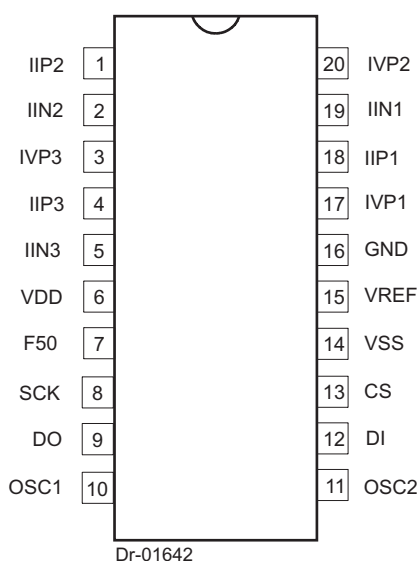 IIP2 1 20 IVP2
IIN2 2 19 IIN1
IVP3 3 18 IIP1
IIP3 4 17 IVP1
IIN3 5 16 GND
VDD 6 15 VREF
F50 7 14 VSS
SCK 8 13 CS
DO 9 12 DI
OSC1 10 11 OSC2
Dr-01642